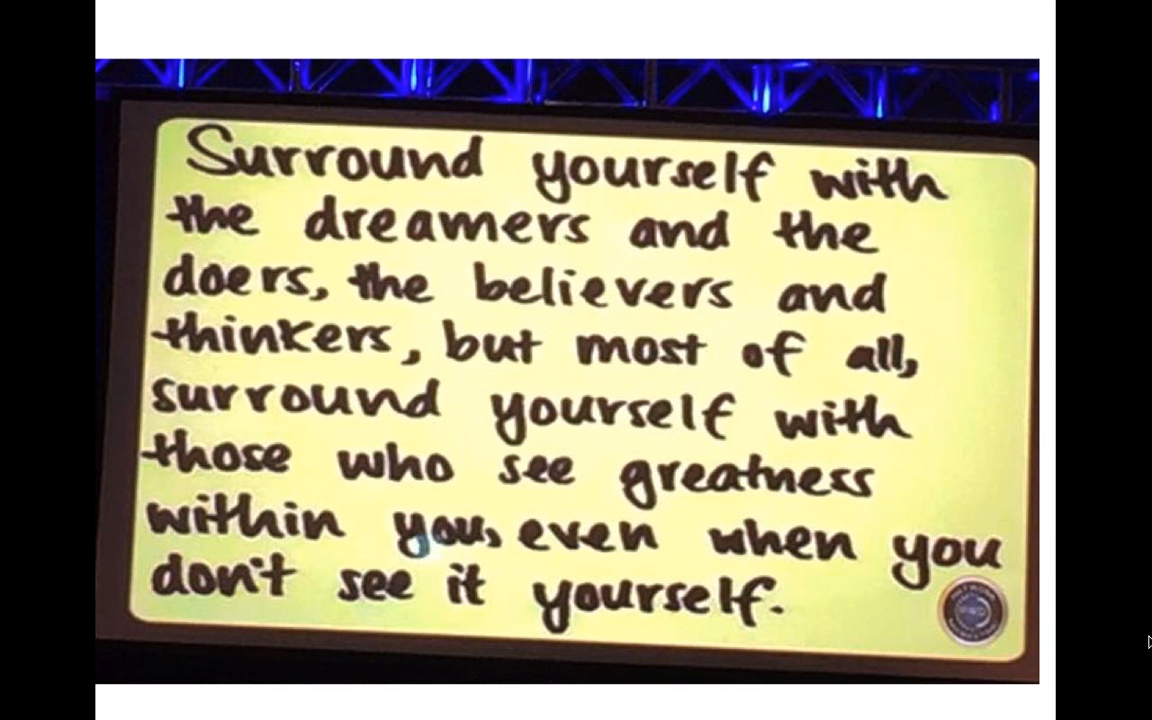 Surround yourself with
the dreamers and the
doers, the believers and
thinkers, but most of all,
surround yourself with
those who see greatness
within you, even when you
don't see it yourself.